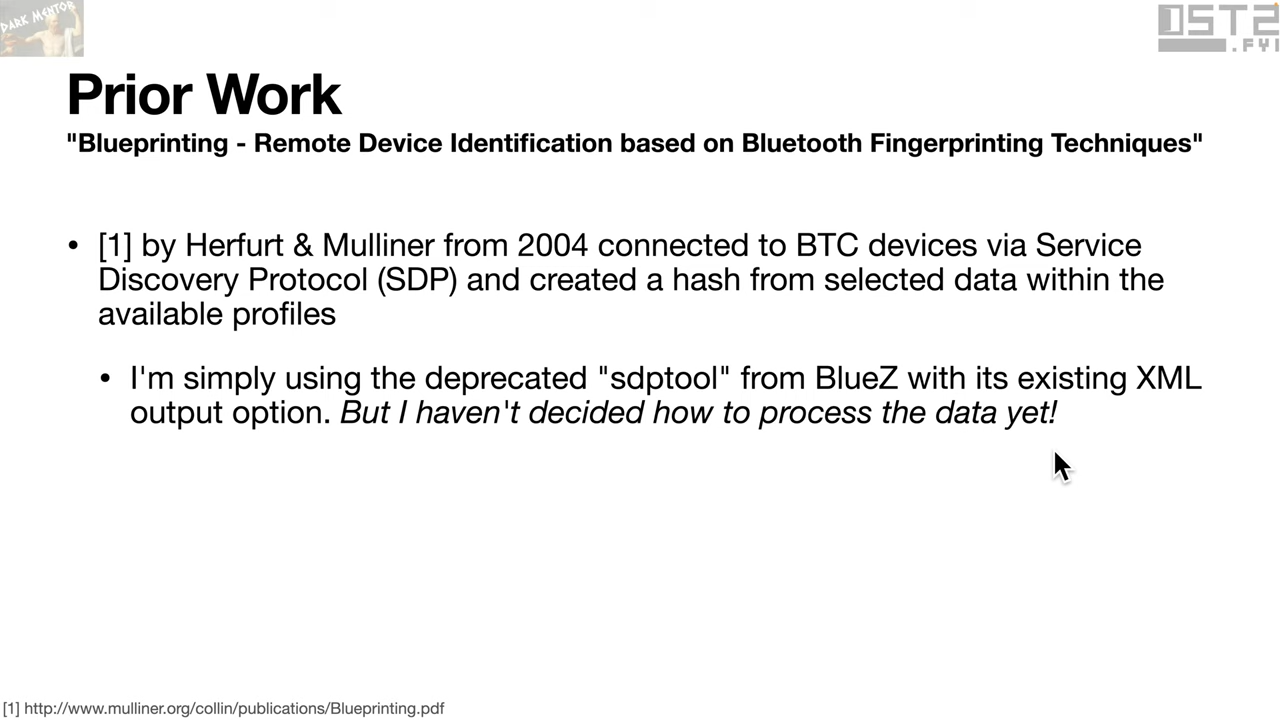 DARK MENTOR
OST2
.FYI
Prior Work
"Blueprinting - Remote Device Identification based on Bluetooth Fingerprinting Techniques"
• [1] by Herfurt & Mulliner from 2004 connected to BTC devices via Service
Discovery Protocol (SDP) and created a hash from selected data within the
available profiles
• I'm simply using the deprecated "sdptool" from BlueZ with its existing XML
output option. But I haven't decided how to process the data yet!
[1] http://www.mulliner.org/collin/publications/Blueprinting.pdf